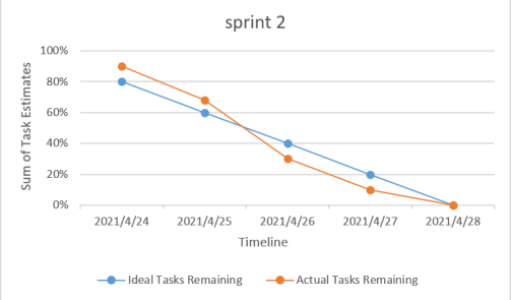 sprint 2
Sum of Task Estimates
100%
80%
60%
40%
20%
0%
2021/4/24 2021/4/25 2021/4/26 2021/4/27 2021/4/28
Timeline
Ideal Tasks Remaining Actual Tasks Remaining